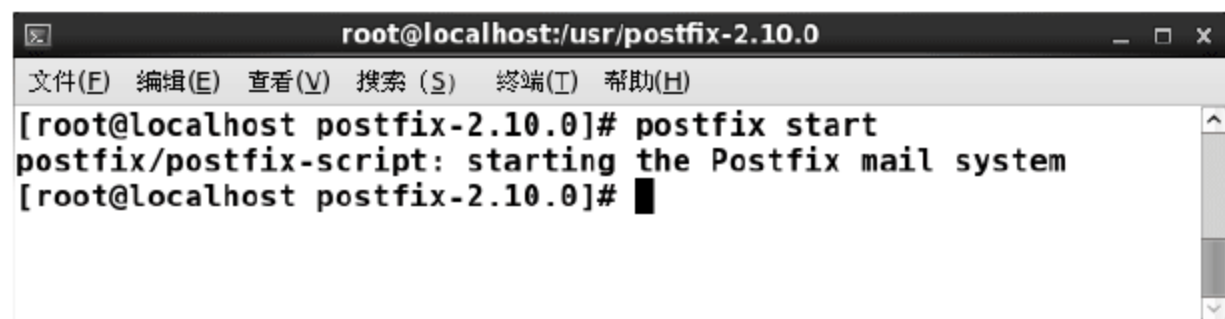 root@localhost:/usr/postfix-2.10.0
文件(F) 编辑(E) 查看(V) 搜索 (S) 终端(T) 帮助(H)
[root@localhost postfix-2.10.0]# postfix start
postfix/postfix-script: starting the Postfix mail system
[root@localhost postfix-2.10.0]#